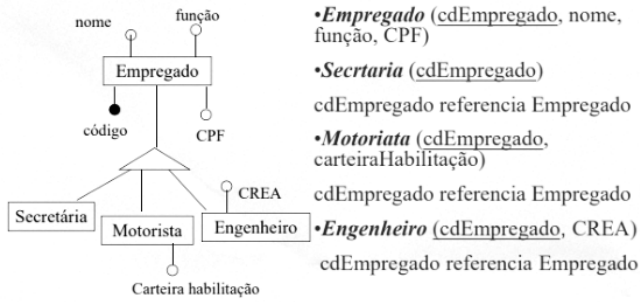 nome
função
Empregado
código
CPF
CREA
Secretária
Motorista
Engenheiro
Carteira habilitação
•Empregado (cdEmpregado, nome,
função, CPF)
•Secrtaria (cdEmpregado)
cdEmpregado referencia Empregado
•Motoriata (cdEmpregado,
carteiraHabilitação)
cdEmpregado referencia Empregado
•Engenheiro (cdEmpregado, CREA)
cdEmpregado referencia Empregado